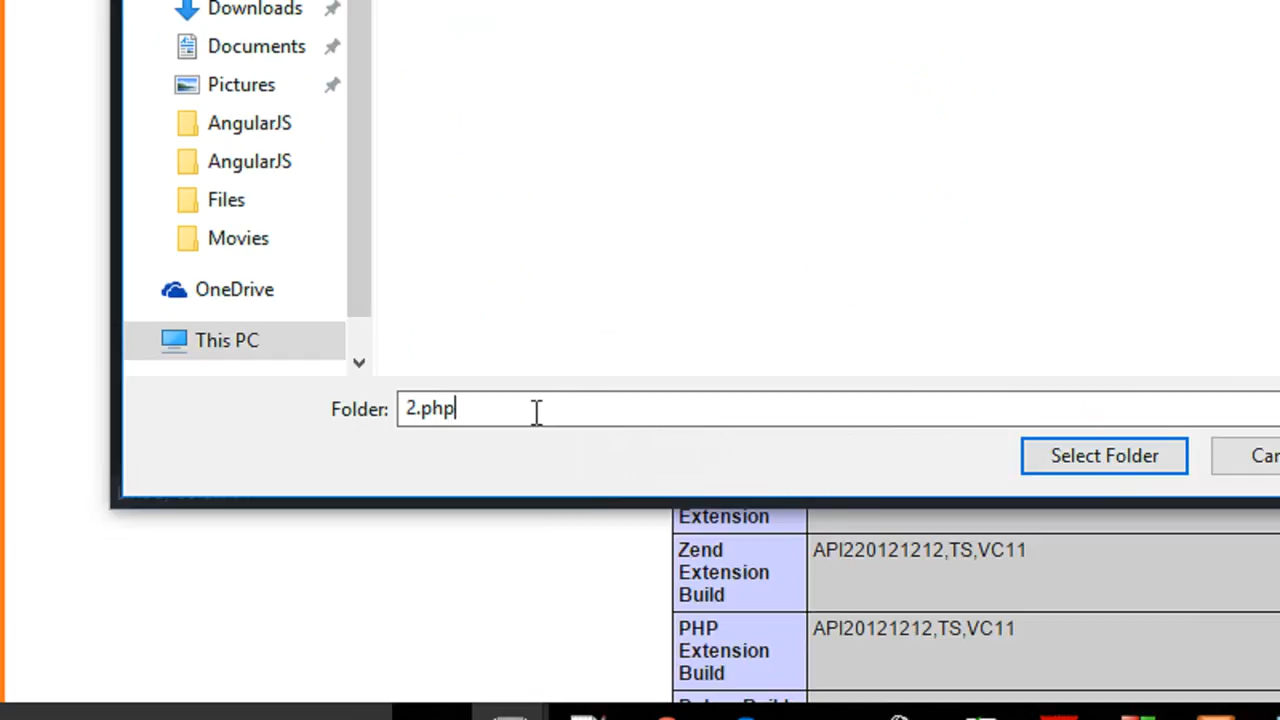 Downloads
Documents
Pictures
AngularJS
AngularJS
Files
Movies
OneDrive
This PC
Folder: 2.php
Select Folder
Extension
Zend
Extension
Build
API220121212,TS,VC11
PHP
Extension
Build
API20121212,TS,VC11